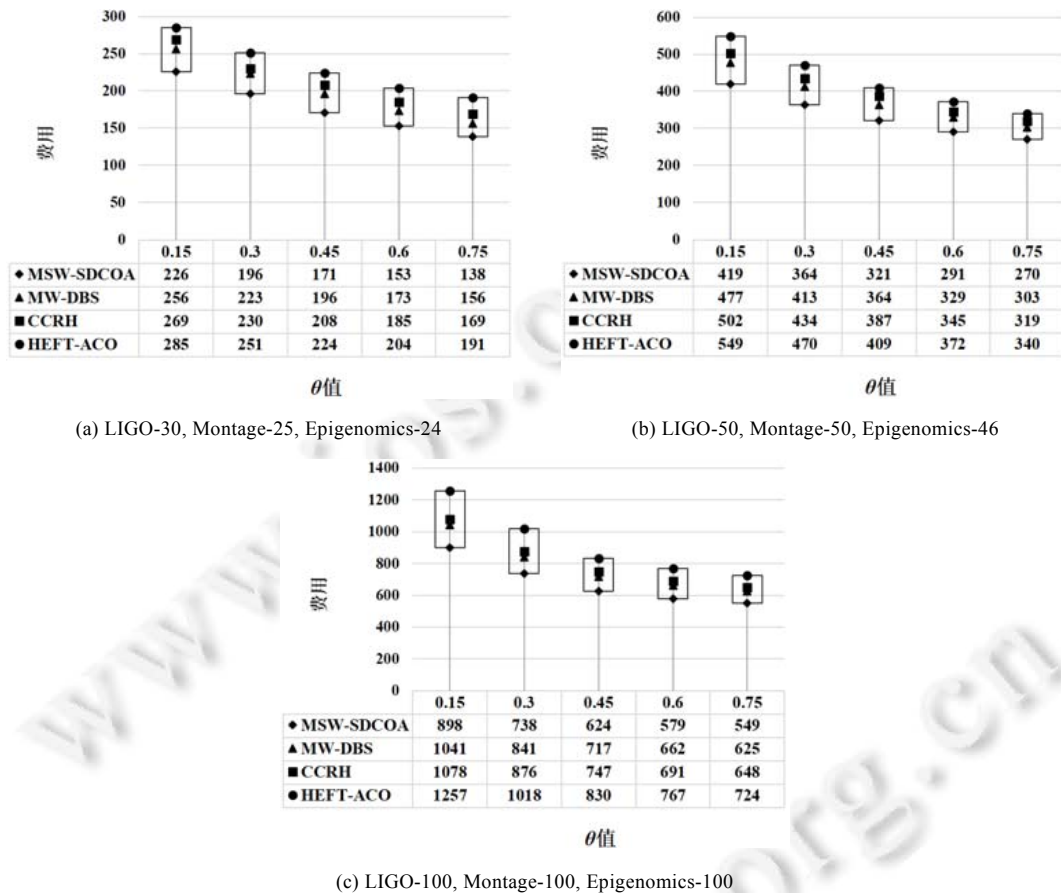 300
250
200
150
100
50
0
费用
0.15 0.3 0.45 0.6 0.75
MSW-SDCOA 226 196 171 153 138
MW-DBS 256 223 196 173 156
CCRH 269 230 208 185 169
HEFT-ACO 285 251 224 204 191
θ值
(a) LIGO-30, Montage-25, Epigenomics-24
600
500
400
300
200
100
0
费用
0.15 0.3 0.45 0.6 0.75
MSW-SDCOA 419 364 321 291 270
MW-DBS 477 413 364 329 303
CCRH 502 434 387 345 319
HEFT-ACO 549 470 409 372 340
θ值
(b) LIGO-50, Montage-50, Epigenomics-46
1400
1200
1000
800
600
400
200
0
费用
0.15 0.3 0.45 0.6 0.75
MSW-SDCOA 898 738 624 579 549
MW-DBS 1041 841 717 662 625
CCRH 1078 876 747 691 648
HEFT-ACO 1257 1018 830 767 724
θ值
(c) LIGO-100, Montage-100, Epigenomics-100